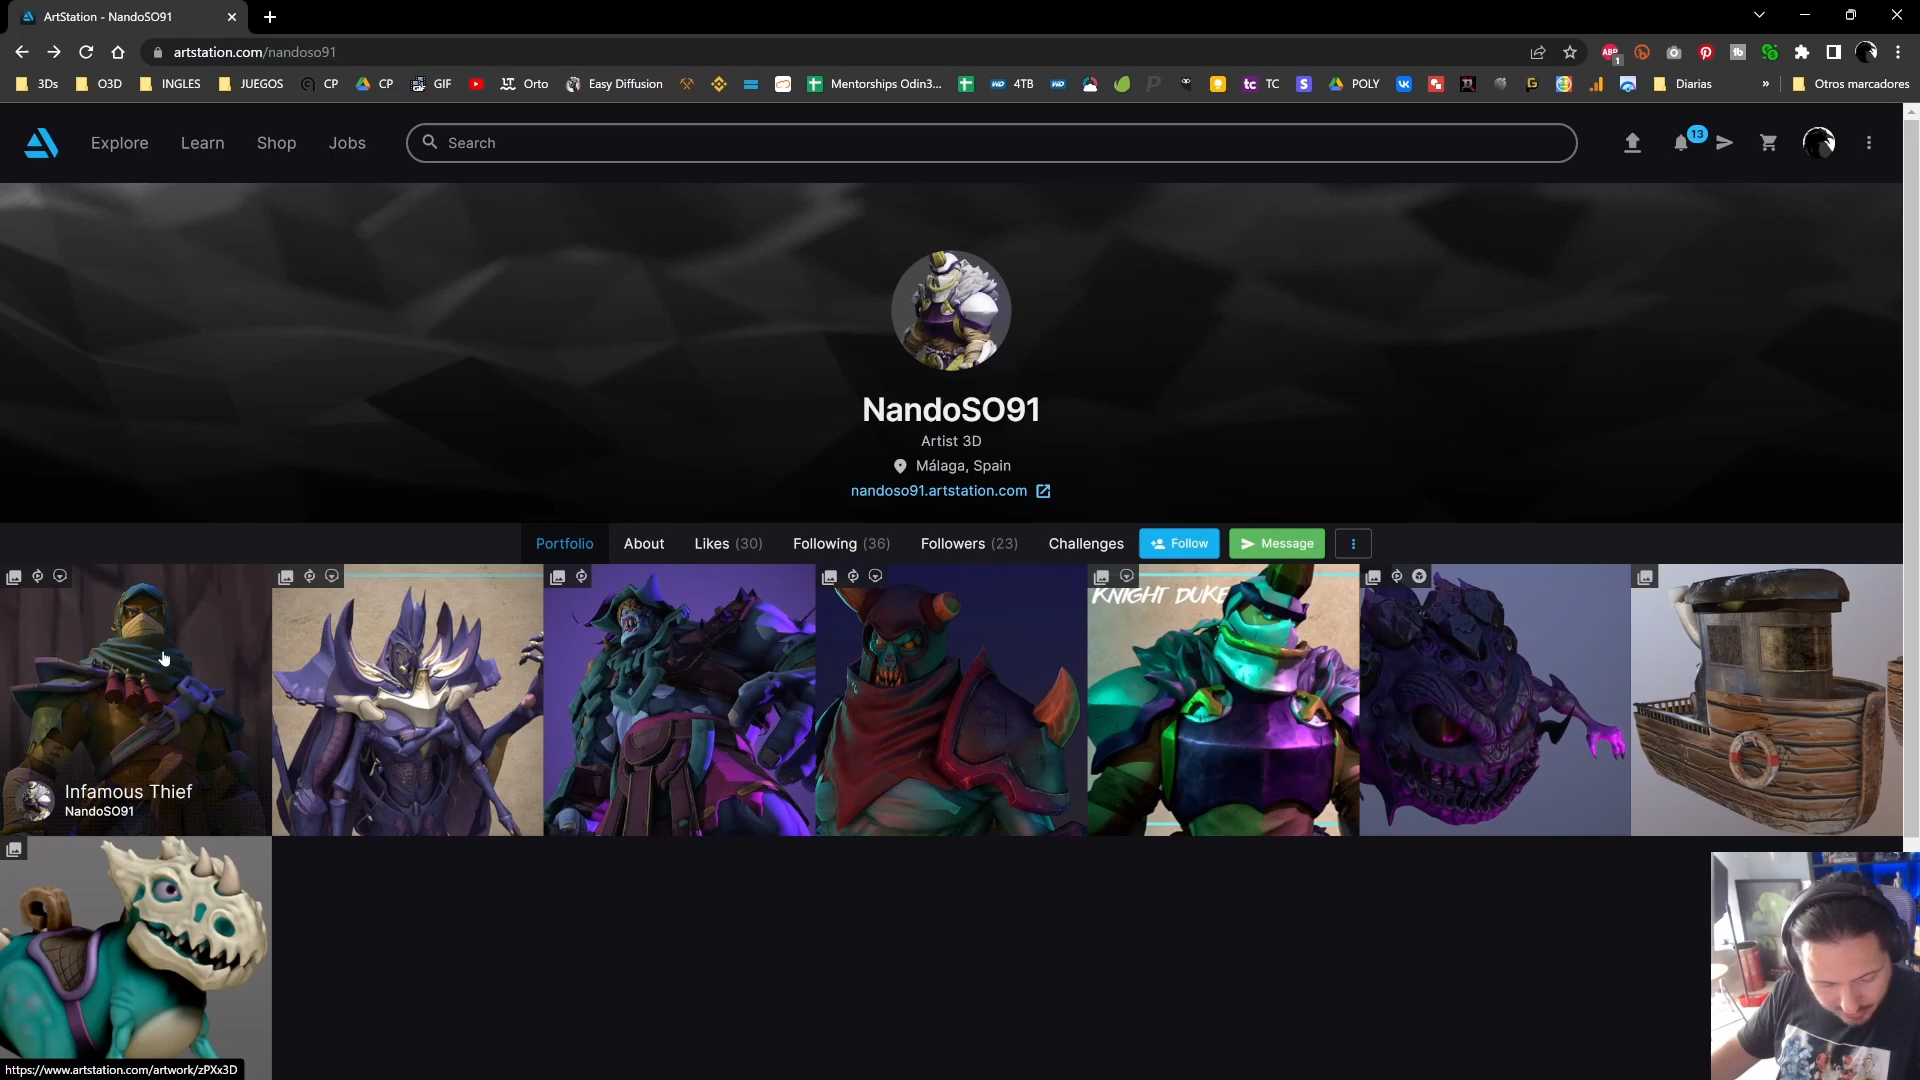 ArtStation - NandoSO91
artstation.com/nandoso91
3Ds O3D INGLES JUEGOS CP CP GIF Orto Easy Diffusion Mentorships Odin3... 4TB TC POLY Diarias » Otros marcadores
Explore Learn Shop Jobs Search 13
NandoSO91
Artist 3D
Málaga, Spain
nandoso91.artstation.com
Portfolio About Likes (30) Following (36) Followers (23) Challenges Follow Message
KNIGHT DUKE
Infamous Thief
NandoSO91
https://www.artstation.com/artwork/zPXx3D